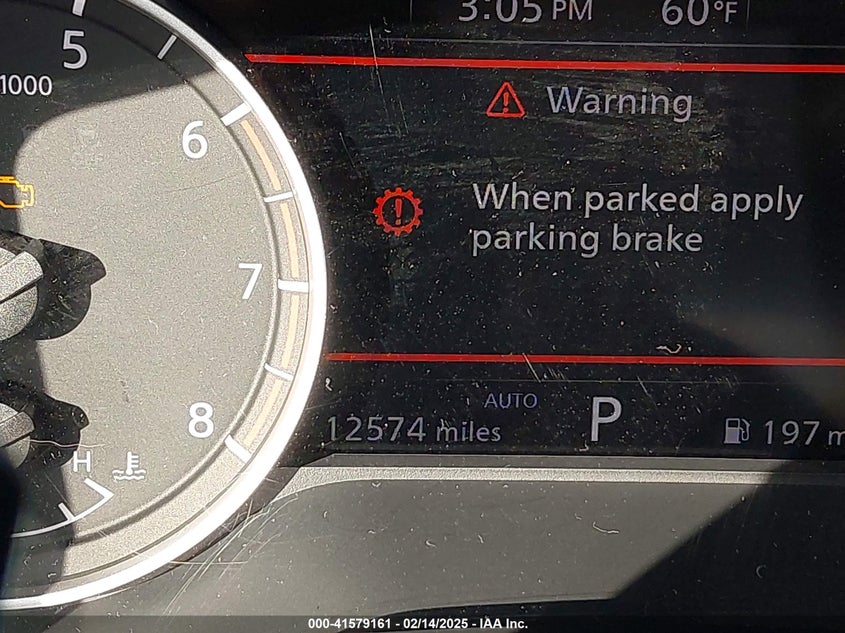 3:05 PM 60°F
5
1000
Warning
6
When parked apply
parking brake
7
AUTO
8
12574 miles P 197 m
H
000-41579161 - 02/14/2025 - IAA Inc.